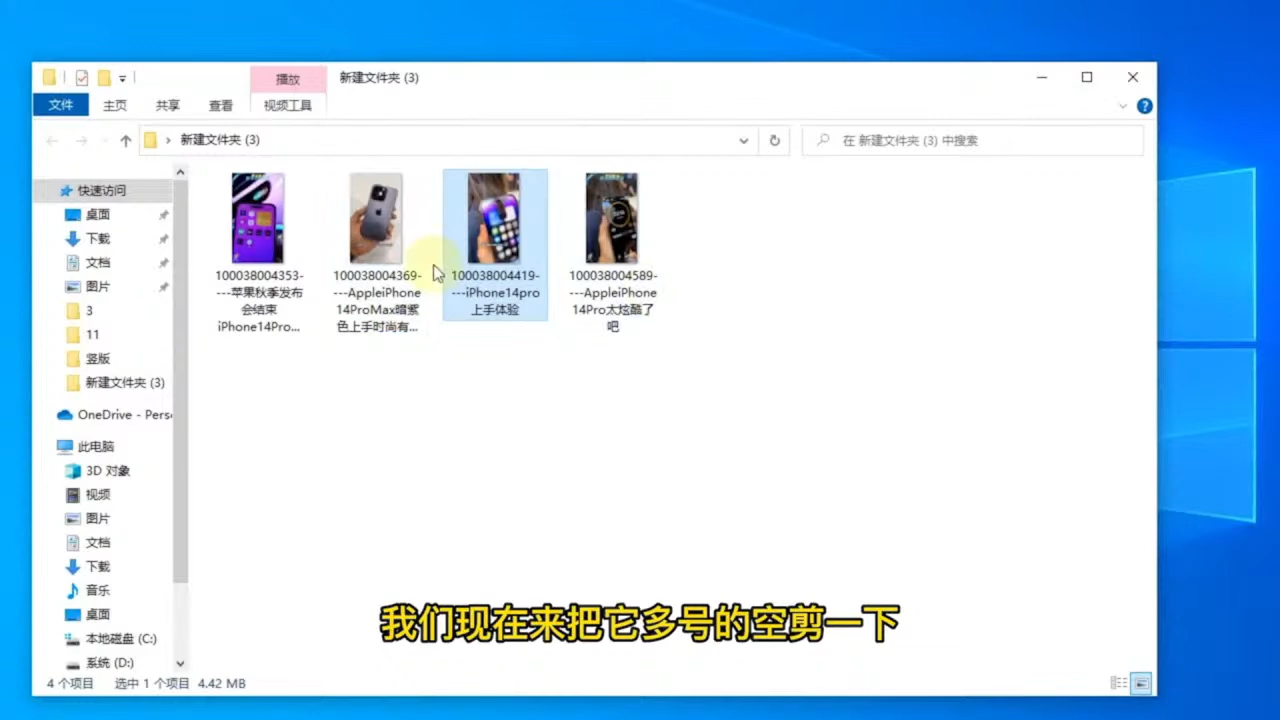 播放
新建文件夹 (3)
文件
主页
共享
查看
视频工具
新建文件夹 (3)
在 新建文件夹 (3) 中搜索
快速访问
桌面
下载
文档
图片
3
11
竖版
新建文件夹 (3)
OneDrive - Pers
此电脑
3D 对象
视频
图片
文档
下载
音乐
桌面
本地磁盘 (C:)
系统 (D:)
100038004353-
---苹果秋季发布
会结束
iPhone14Pro...
100038004369-
---AppleiPhone
14ProMax暗紫
色上手时尚有...
100038004419-
---iPhone14pro
上手体验
100038004589-
---AppleiPhone
14Pro太炫酷了
吧
我们现在来把它多号的空剪一下
4 个项目
选中 1 个项目
4.42 MB